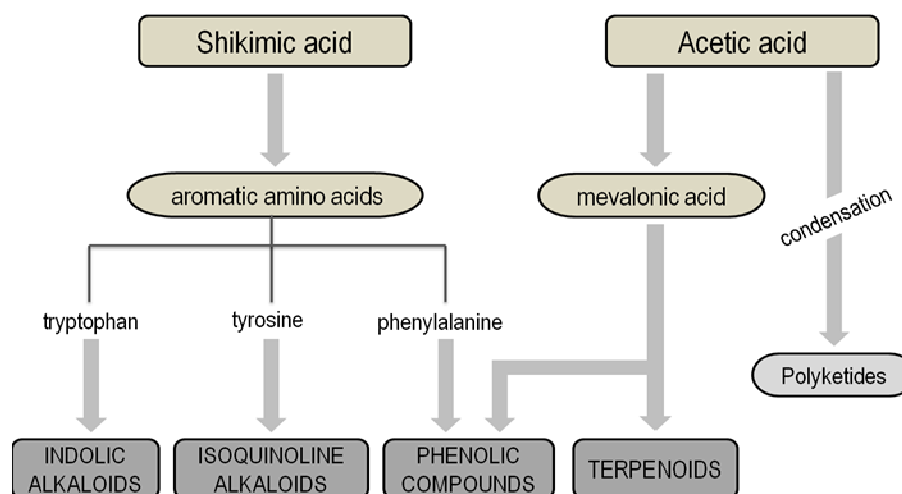 Shikimic acid
Acetic acid
aromatic amino acids
mevalonic acid
condensation
tryptophan
tyrosine
phenylalanine
Polyketides
INDOLIC
ALKALOIDS
ISOQUINOLINE
ALKALOIDS
PHENOLIC
COMPOUNDS
TERPENOIDS